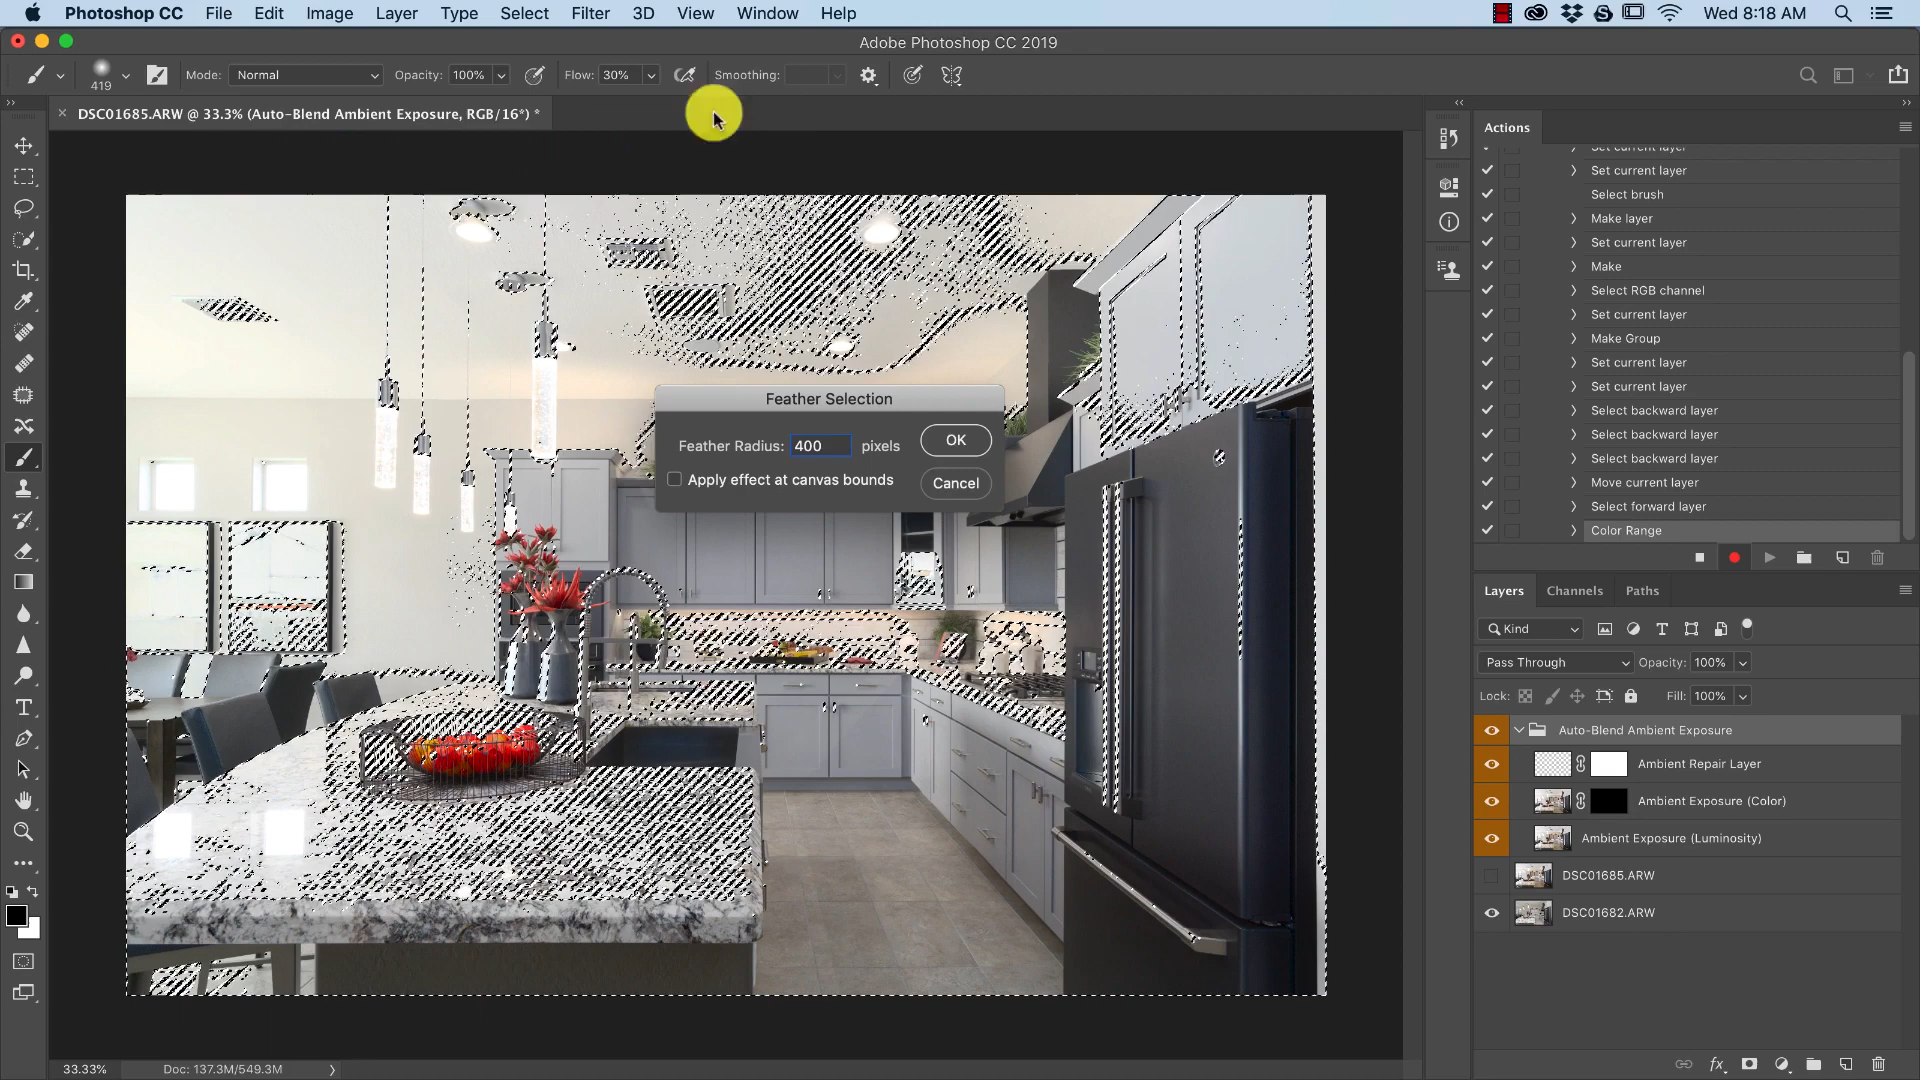 Photoshop CC File Edit Image Layer Type Select Filter 3D View Window Help Wed 8:18 AM
Adobe Photoshop CC 2019
419 Mode: Normal Opacity: 100% Flow: 30% Smoothing:
DSC01685.ARW @ 33.3% (Auto-Blend Ambient Exposure, RGB/16*) *
Actions
Set current layer
Set current layer
Select brush
Make layer
Set current layer
Make
Select RGB channel
Set current layer
Make Group
Set current layer
Set current layer
Select backward layer
Select backward layer
Select backward layer
Move current layer
Select forward layer
Color Range
Feather Selection
Feather Radius: 400 pixels OK
Apply effect at canvas bounds Cancel
Layers Channels Paths
Kind
Pass Through Opacity: 100%
Lock: Fill: 100%
Auto-Blend Ambient Exposure
Ambient Repair Layer
Ambient Exposure (Color)
Ambient Exposure (Luminosity)
DSC01685.ARW
DSC01682.ARW
33.33% Doc: 137.3M/549.3M
fx